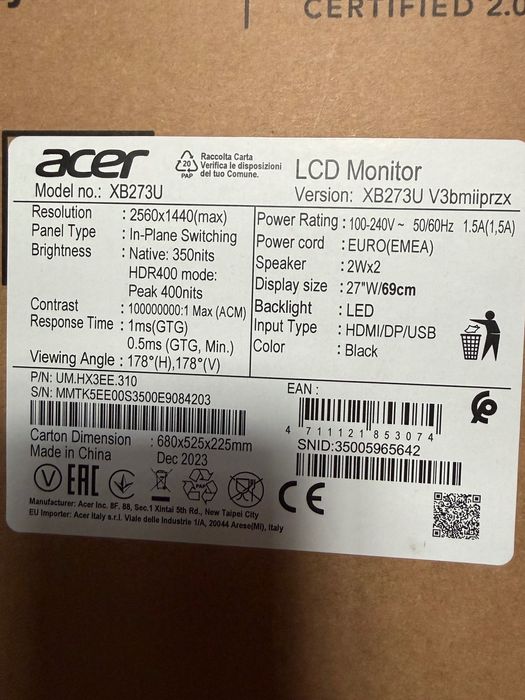 CERTIFIED 2.0
acer
20
PAP
Raccolta Carta
Verifica le disposizioni
del tuo Comune.
LCD Monitor
Model no.: XB273U
Version: XB273U V3bmiiprzx
Resolution : 2560x1440(max)
Panel Type : In-Plane Switching
Brightness : Native: 350nits
HDR400 mode:
Peak 400nits
Contrast : 100000000:1 Max (ACM)
Response Time : 1ms(GTG)
0.5ms (GTG, Min.)
Viewing Angle : 178°(H),178°(V)
Power Rating : 100-240V~ 50/60Hz 1.5A(1,5A)
Power cord : EURO(EMEA)
Speaker : 2Wx2
Display size : 27"W/69cm
Backlight : LED
Input Type : HDMI/DP/USB
Color : Black
P/N: UM.HX3EE.310
S/N: MMTK5EE00S3500E9084203
EAN :
4 711121 853074
SNID:35005965642
Carton Dimension : 680x525x225mm
Made in China Dec 2023
V EAC CE
PAP
Manufacturer: Acer Inc. 8F. 88, Sec.1 Xintai 5th Rd., New Taipei City
EU Importer: Acer Italy s.r.l. Viale delle Industrie 1/A, 20044 Arese(Mi), Italy